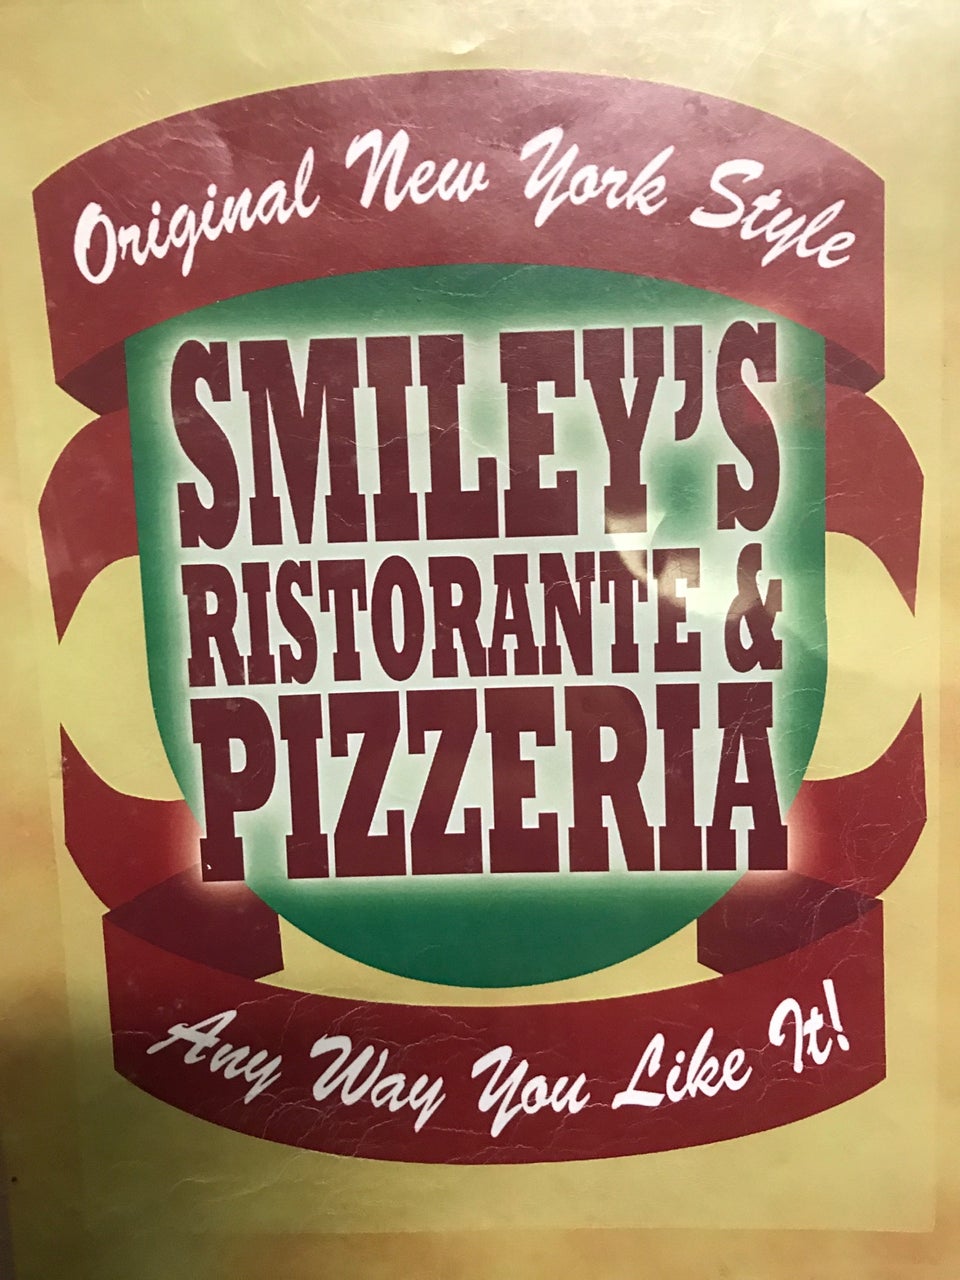 Original New York Style
SMILEY'S
RISTORANTE &
PIZZERIA
Any Way You Like It!